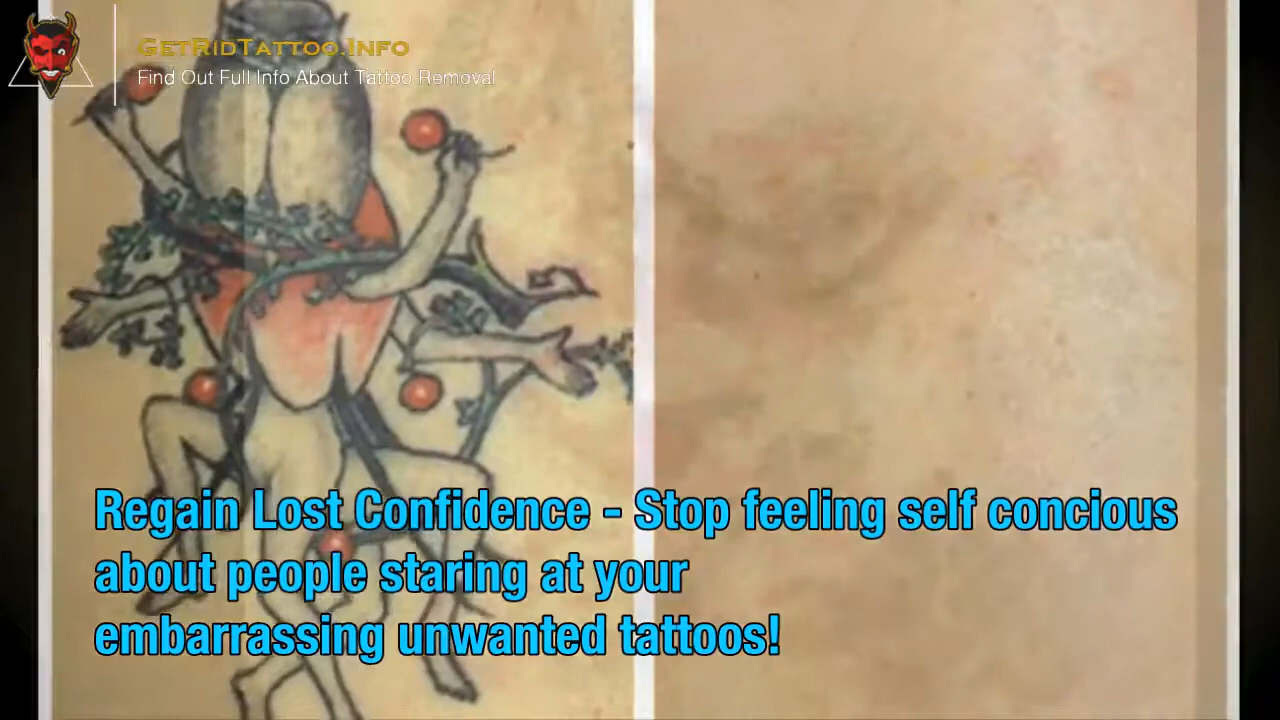 GetRidTattoo.Info
Find Out Full Info About Tattoo Removal
Regain Lost Confidence - Stop feeling self concious
about people staring at your
embarrassing unwanted tattoos!